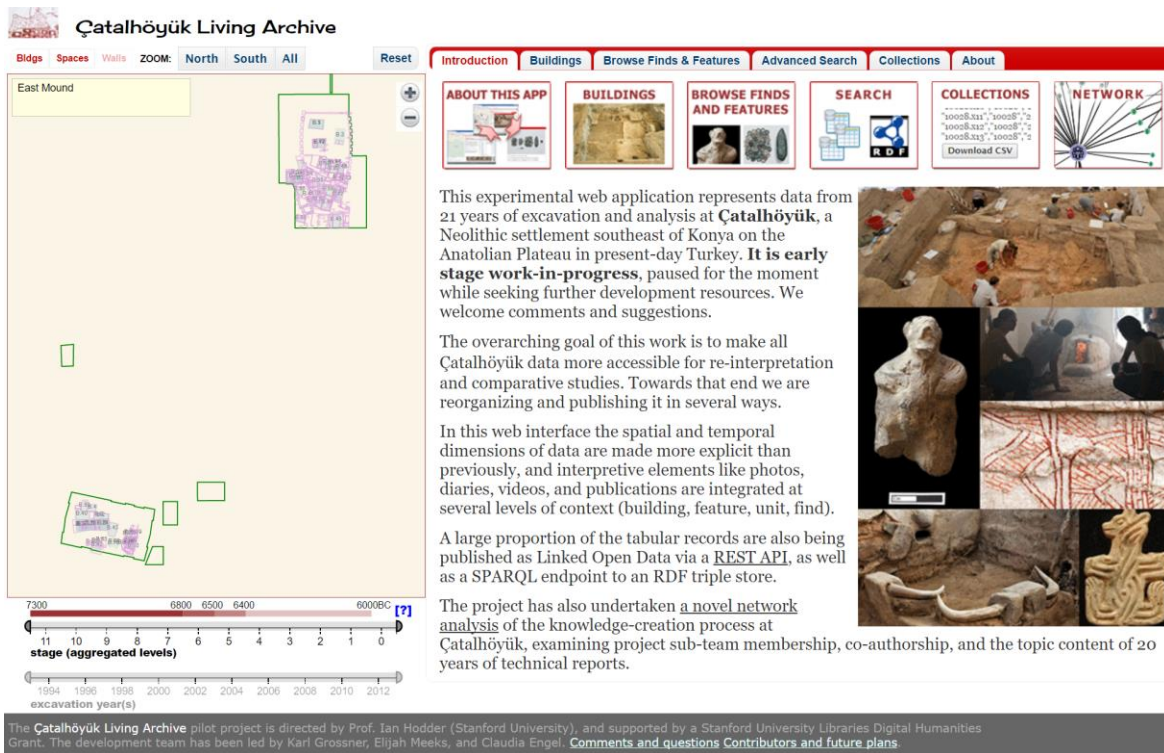 Çatalhöyük Living Archive
Bldgs Spaces Walls ZOOM: North South All Reset
Introduction Buildings Browse Finds & Features Advanced Search Collections About
East Mound
ABOUT THIS APP
BUILDINGS
BROWSE FINDS
AND FEATURES
SEARCH
RDF
COLLECTIONS
"10028.x11","10028","2
"10028.x12","10028","2
"10028.x13","10028","2
Download CSV
NETWORK
This experimental web application represents data from
21 years of excavation and analysis at Çatalhöyük, a
Neolithic settlement southeast of Konya on the
Anatolian Plateau in present-day Turkey. It is early
stage work-in-progress, paused for the moment
while seeking further development resources. We
welcome comments and suggestions.
The overarching goal of this work is to make all
Çatalhöyük data more accessible for re-interpretation
and comparative studies. Towards that end we are
reorganizing and publishing it in several ways.
In this web interface the spatial and temporal
dimensions of data are made more explicit than
previously, and interpretive elements like photos,
diaries, videos, and publications are integrated at
several levels of context (building, feature, unit, find).
A large proportion of the tabular records are also being
published as Linked Open Data via a REST API, as well
as a SPARQL endpoint to an RDF triple store.
The project has also undertaken a novel network
analysis of the knowledge-creation process at
Çatalhöyük, examining project sub-team membership, co-authorship, and the topic content of 20
years of technical reports.
7300 6800 6500 6400 6000BC [?]
11 10 9 8 7 6 5 4 3 2 1 0
stage (aggregated levels)
1994 1996 1998 2000 2002 2004 2006 2008 2010 2012
excavation year(s)
The Çatalhöyük Living Archive pilot project is directed by Prof. Ian Hodder (Stanford University), and supported by a Stanford University Libraries Digital Humanities
Grant. The development team has been led by Karl Grossner, Elijah Meeks, and Claudia Engel. Comments and questions Contributors and future plans.